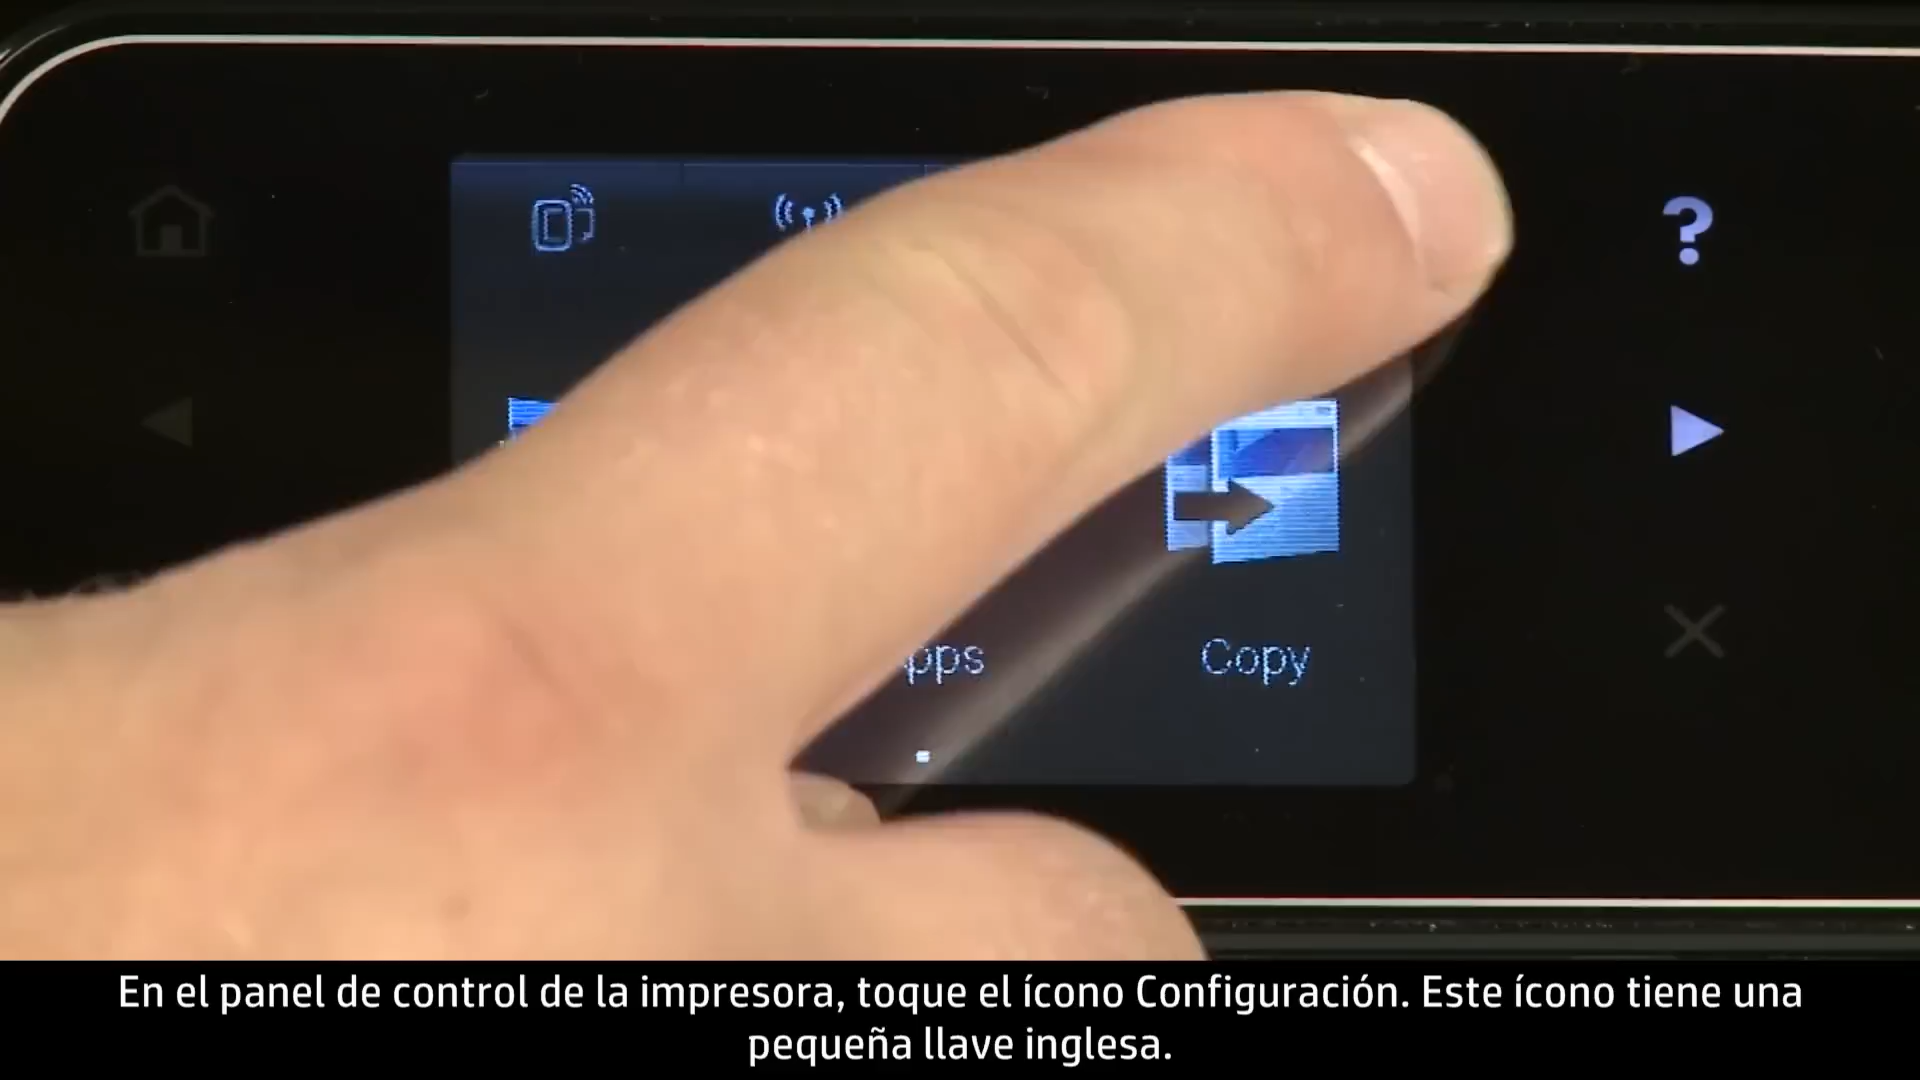 ?
pps
Copy
En el panel de control de la impresora, toque el ícono Configuración. Este ícono tiene una
pequeña llave inglesa.